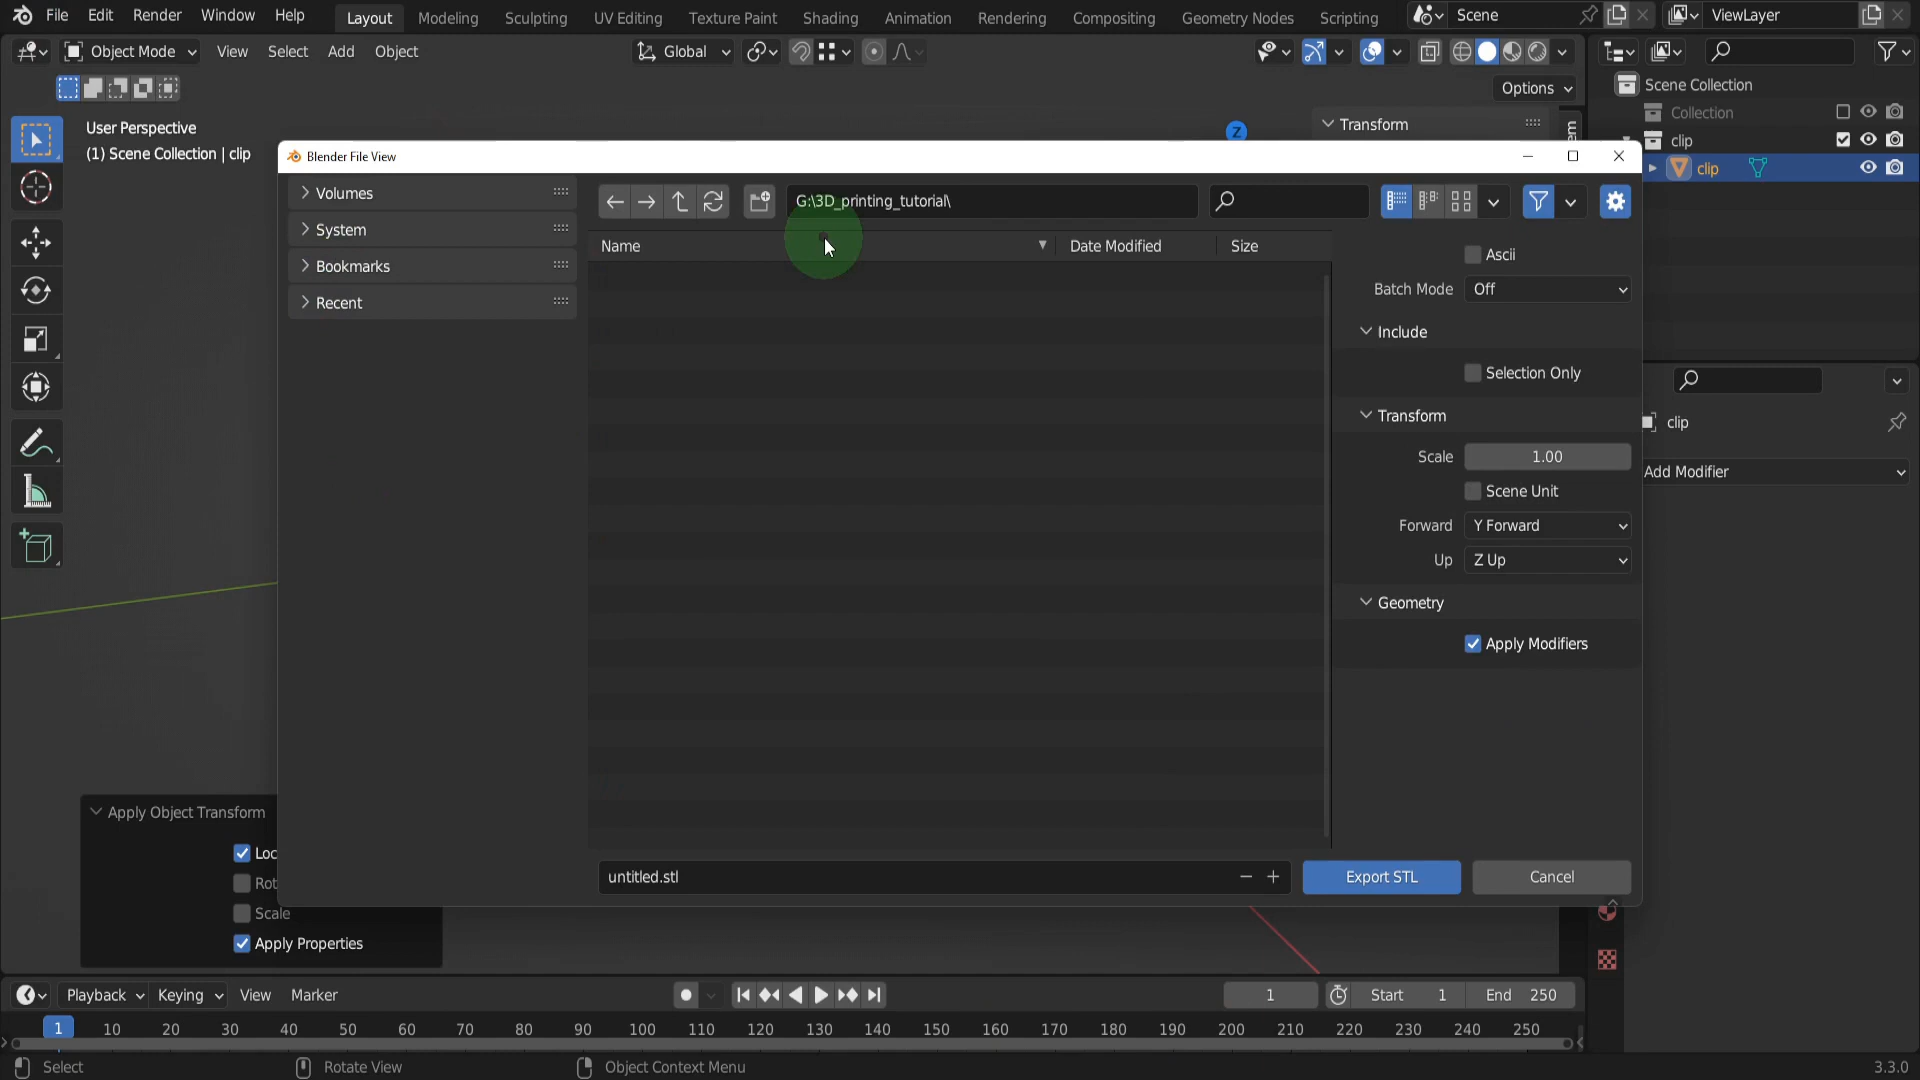 File Edit Render Window Help Layout Modeling Sculpting UV Editing Texture Paint Shading Animation Rendering Compositing Geometry Nodes Scripting Scene ViewLayer
Object Mode View Select Add Object Global
Options
User Perspective
(1) Scene Collection | clip
Z
Transform
Scene Collection
Collection
clip
clip
Blender File View
Volumes
System
Bookmarks
Recent
G:\3D_printing_tutorial\
Name Date Modified Size
Ascii
Batch Mode Off
Include
Selection Only
Transform
Scale 1.00
Scene Unit
Forward Y Forward
Up Z Up
Geometry
Apply Modifiers
untitled.stl
Export STL Cancel
clip
Add Modifier
Apply Object Transform
Loc
Rot
Scale
Apply Properties
Playback Keying View Marker 1 Start 1 End 250
1 10 20 30 40 50 60 70 80 90 100 110 120 130 140 150 160 170 180 190 200 210 220 230 240 250
Select Rotate View Object Context Menu 3.3.0